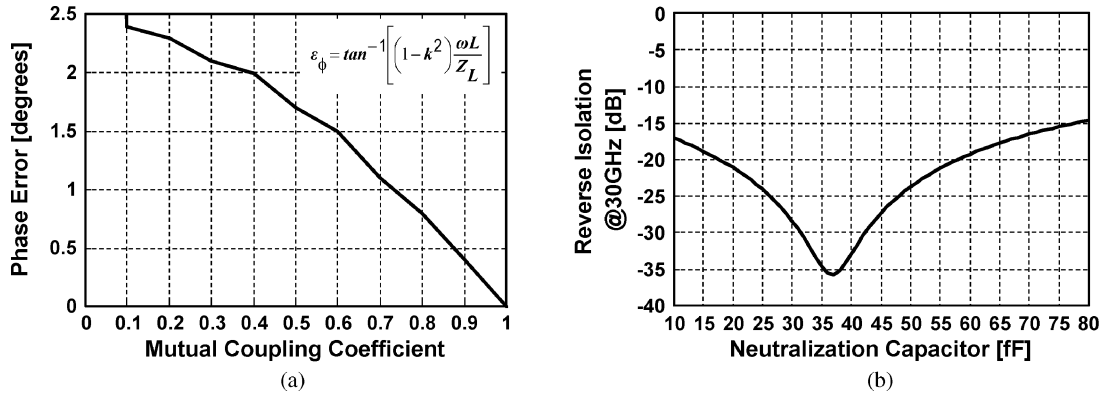 2.5
2
1.5
1
0.5
0
Phase Error [degrees]
εϕ = tan⁻¹[(1−k²) ωL/Z_L]
0 0.1 0.2 0.3 0.4 0.5 0.6 0.7 0.8 0.9 1
Mutual Coupling Coefficient
(a)
0
-5
-10
-15
-20
-25
-30
-35
-40
Reverse Isolation
@30GHz [dB]
10 15 20 25 30 35 40 45 50 55 60 65 70 75 80
Neutralization Capacitor [fF]
(b)